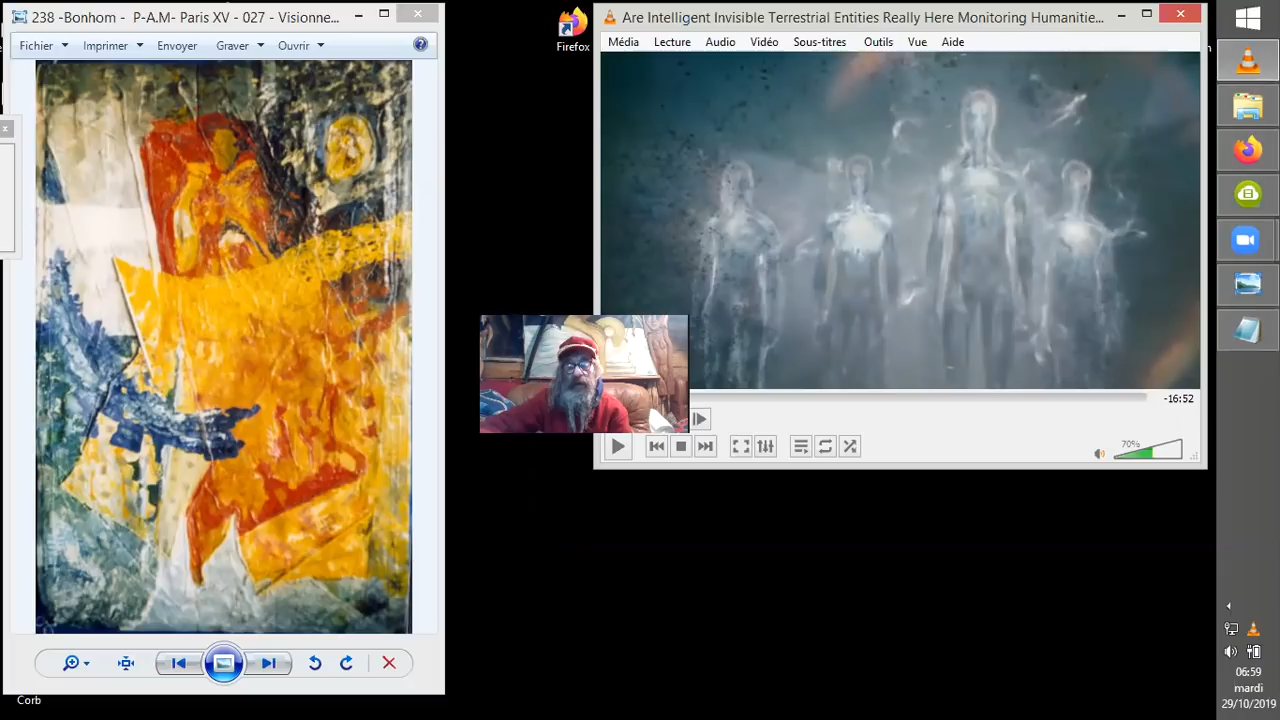 238 -Bonhom - P-A.M- Paris XV - 027 - Visionne...
Fichier Imprimer Envoyer Graver Ouvrir
Firefox
Are Intelligent Invisible Terrestrial Entities Really Here Monitoring Humanitie...
Média Lecture Audio Vidéo Sous-titres Outils Vue Aide
-16:52
70%
Corb
06:59
mardi
29/10/2019